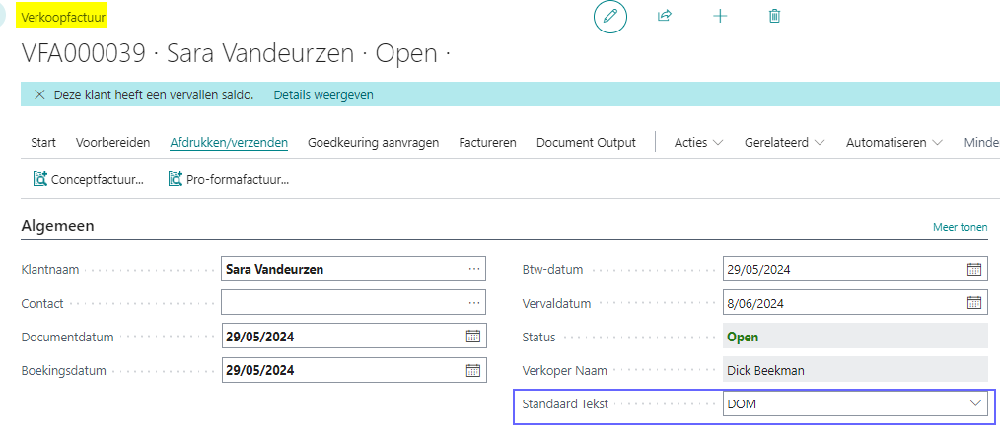 Verkoopfactuur
VFA000039 · Sara Vandeurzen · Open ·
Deze klant heeft een vervallen saldo. Details weergeven
Start Voorbereiden Afdrukken/verzenden Goedkeuring aanvragen Factureren Document Output Acties Gerelateerd Automatiseren Minde
Conceptfactuur... Pro-formafactuur...
Algemeen Meer tonen
Klantnaam Sara Vandeurzen Btw-datum 29/05/2024
Contact Vervaldatum 8/06/2024
Documentdatum 29/05/2024 Status Open
Boekingsdatum 29/05/2024 Verkoper Naam Dick Beekman
Standaard Tekst DOM